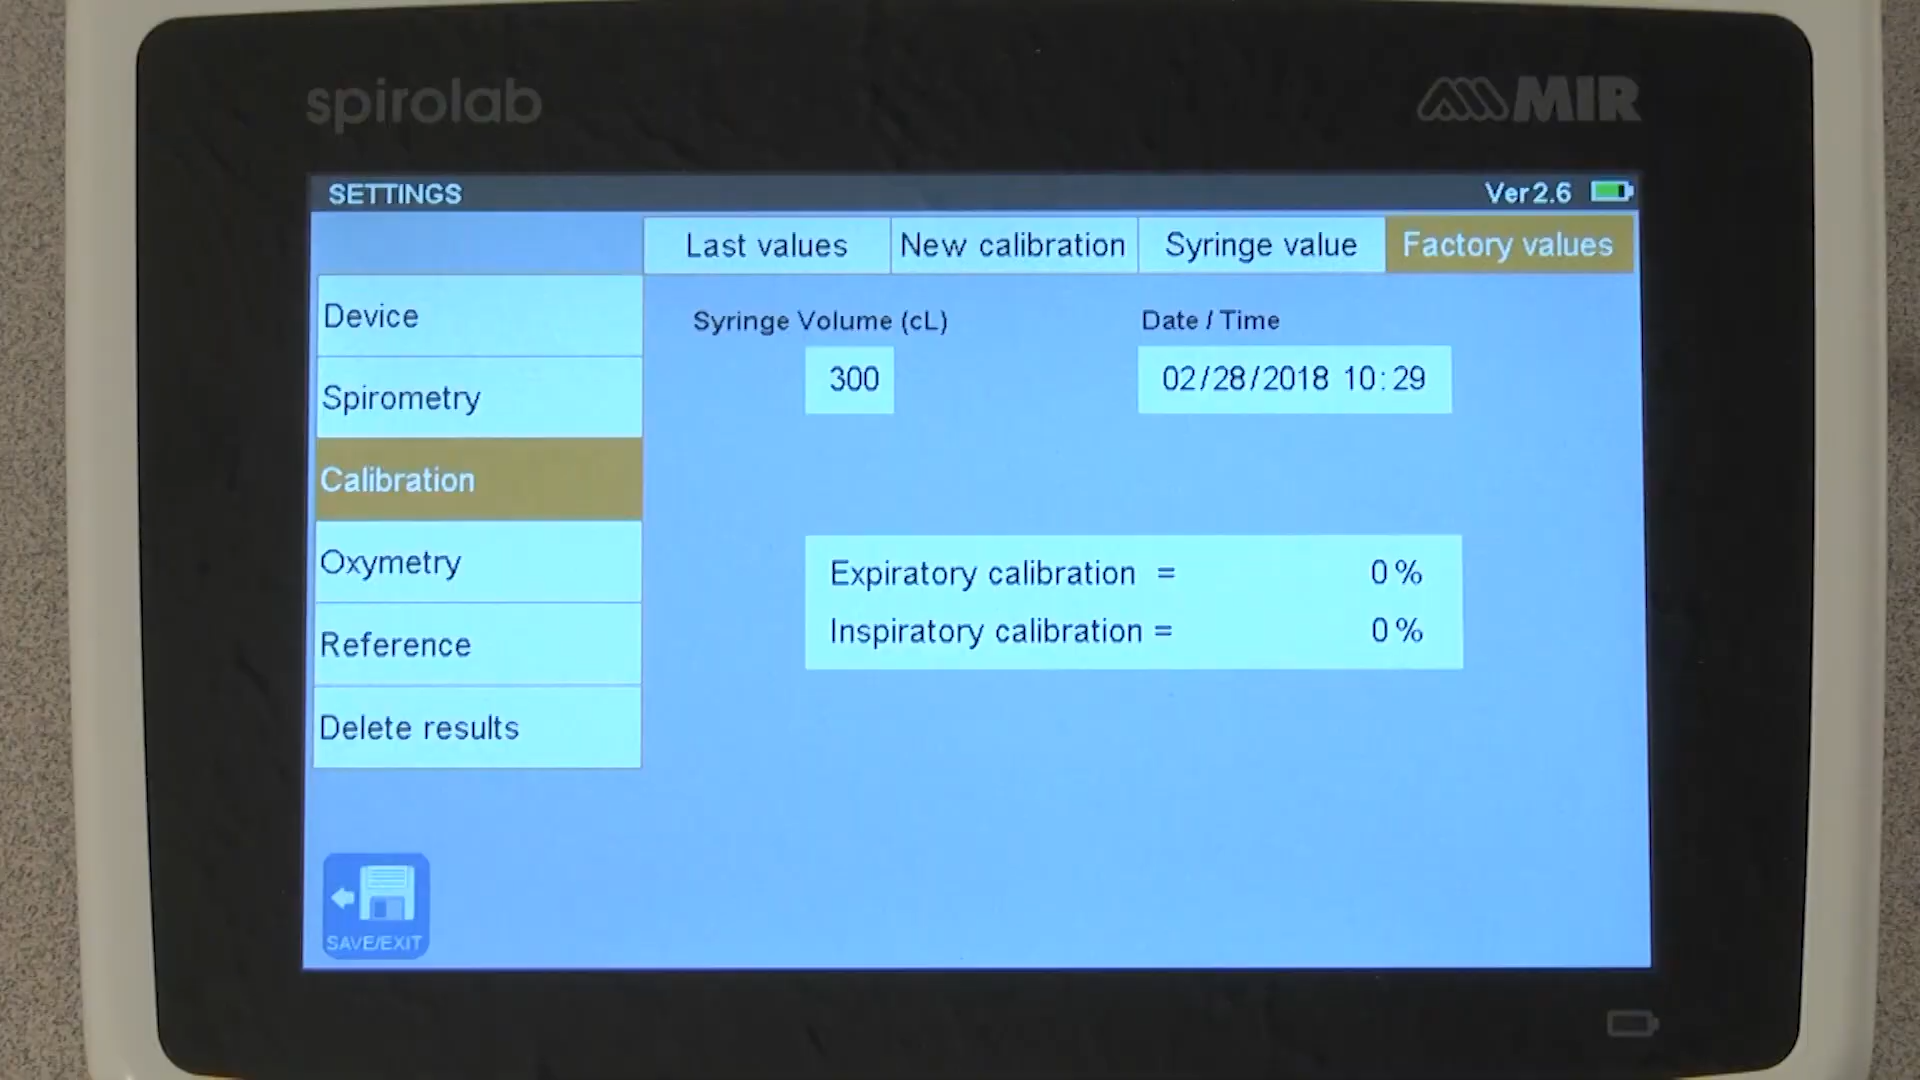 spirolab MIR
SETTINGS Ver 2.6
Last values New calibration Syringe value Factory values
Device
Spirometry
Calibration
Oxymetry
Reference
Delete results
Syringe Volume (cL) Date / Time
300 02/28/2018 10:29
Expiratory calibration = 0 %
Inspiratory calibration = 0 %
SAVE/EXIT